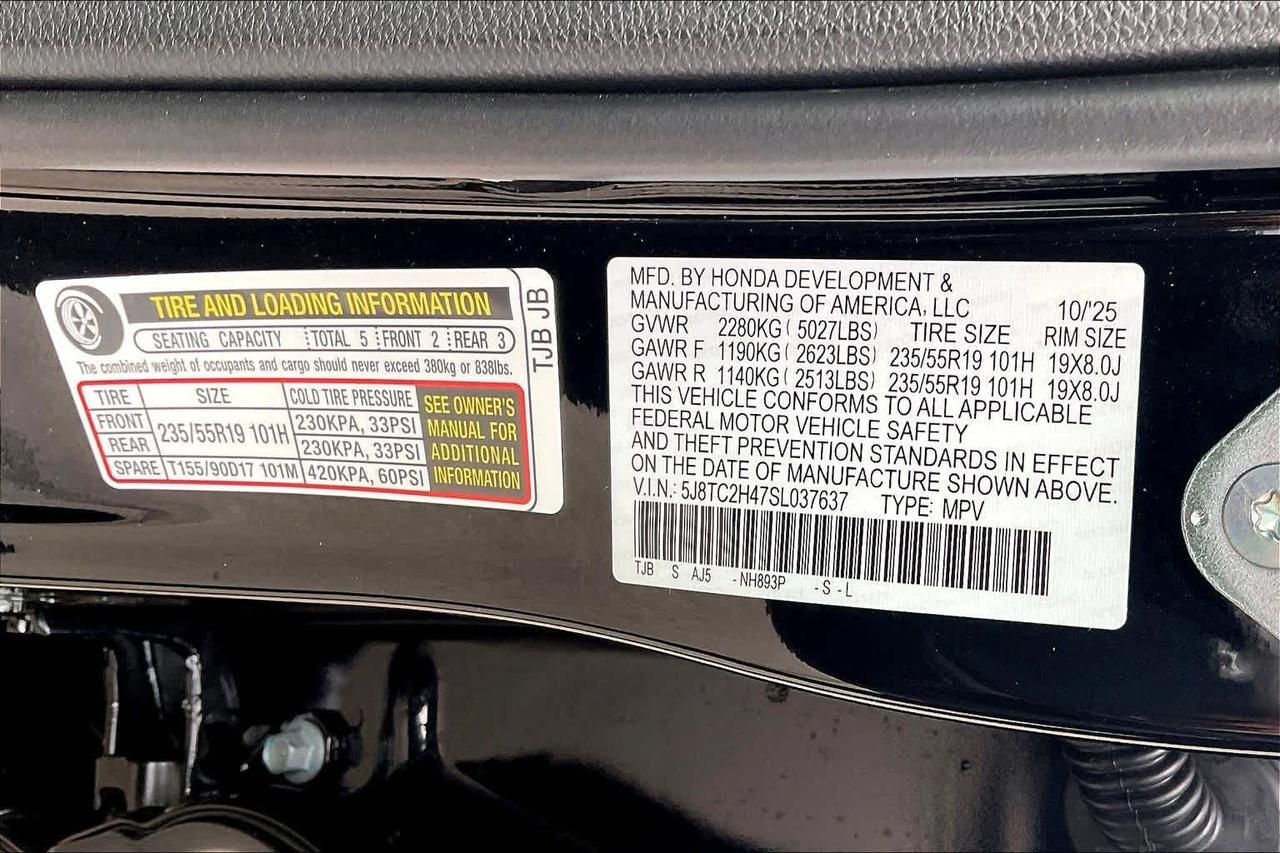 TIRE AND LOADING INFORMATION
SEATING CAPACITY TOTAL 5 FRONT 2 REAR 3
The combined weight of occupants and cargo should never exceed 380kg or 838lbs.
TIRE SIZE COLD TIRE PRESSURE
FRONT 235/55R19 101H 230KPA, 33PSI
REAR 230KPA, 33PSI
SPARE T155/90D17 101M 420KPA, 60PSI
SEE OWNER'S
MANUAL FOR
ADDITIONAL
INFORMATION
TJB JB
MFD. BY HONDA DEVELOPMENT &
MANUFACTURING OF AMERICA, LLC 10/'25
GVWR 2280KG ( 5027LBS) TIRE SIZE RIM SIZE
GAWR F 1190KG ( 2623LBS) 235/55R19 101H 19X8.0J
GAWR R 1140KG ( 2513LBS) 235/55R19 101H 19X8.0J
THIS VEHICLE CONFORMS TO ALL APPLICABLE
FEDERAL MOTOR VEHICLE SAFETY
AND THEFT PREVENTION STANDARDS IN EFFECT
ON THE DATE OF MANUFACTURE SHOWN ABOVE.
V.I.N.: 5J8TC2H47SL037637 TYPE: MPV
TJB S AJ5 -NH893P -S-L